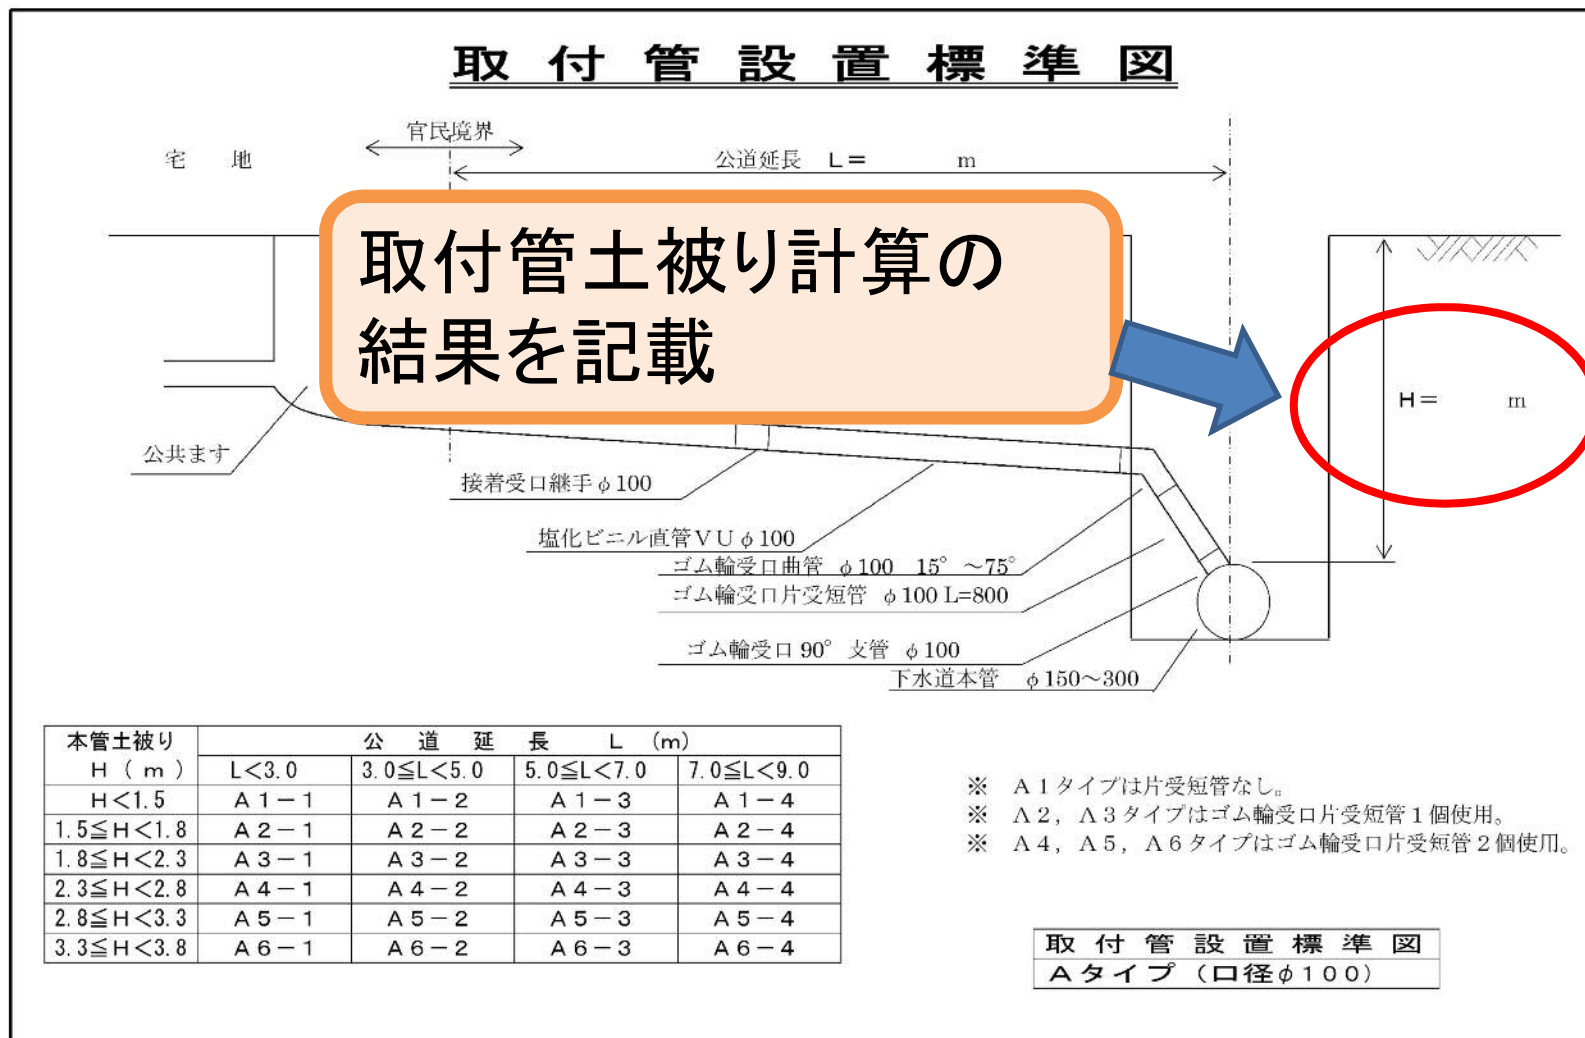 取付管設置標準図
官民境界
宅 地
公道延長 L= m
取付管土被り計算の
結果を記載
H= m
公共ます
接着受口継手φ100
塩化ビニル直管VUφ100
ゴム輪受口曲管 φ100 15°～75°
ゴム輪受口片受短管 φ100 L=800
ゴム輪受口90°支管 φ100
下水道本管 φ150～300
本管土被り 公道延長 L (m)
H(m) L<3.0 3.0≦L<5.0 5.0≦L<7.0 7.0≦L<9.0
H<1.5 A1-1 A1-2 A1-3 A1-4
1.5≦H<1.8 A2-1 A2-2 A2-3 A2-4
1.8≦H<2.3 A3-1 A3-2 A3-3 A3-4
2.3≦H<2.8 A4-1 A4-2 A4-3 A4-4
2.8≦H<3.3 A5-1 A5-2 A5-3 A5-4
3.3≦H<3.8 A6-1 A6-2 A6-3 A6-4
※ A1タイプは片受短管なし。
※ A2，A3タイプはゴム輪受口片受短管1個使用。
※ A4，A5，A6タイプはゴム輪受口片受短管2個使用。
取付管設置標準図
Aタイプ（口径φ100）